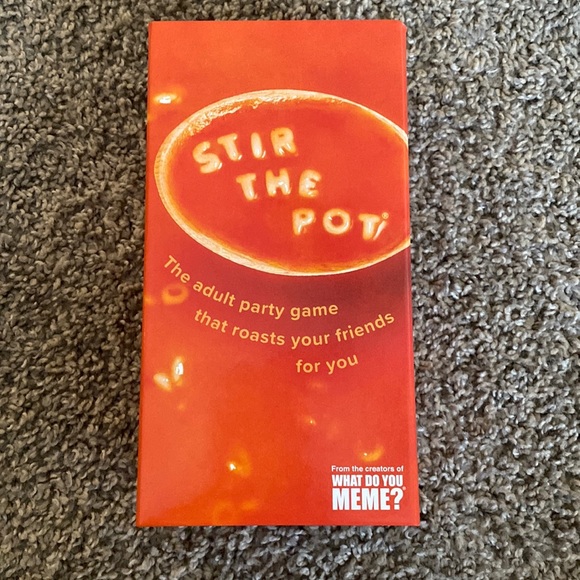 STIR
THE
POT
The adult party game
that roasts your friends
for you
From the creators of
WHAT DO YOU
MEME?